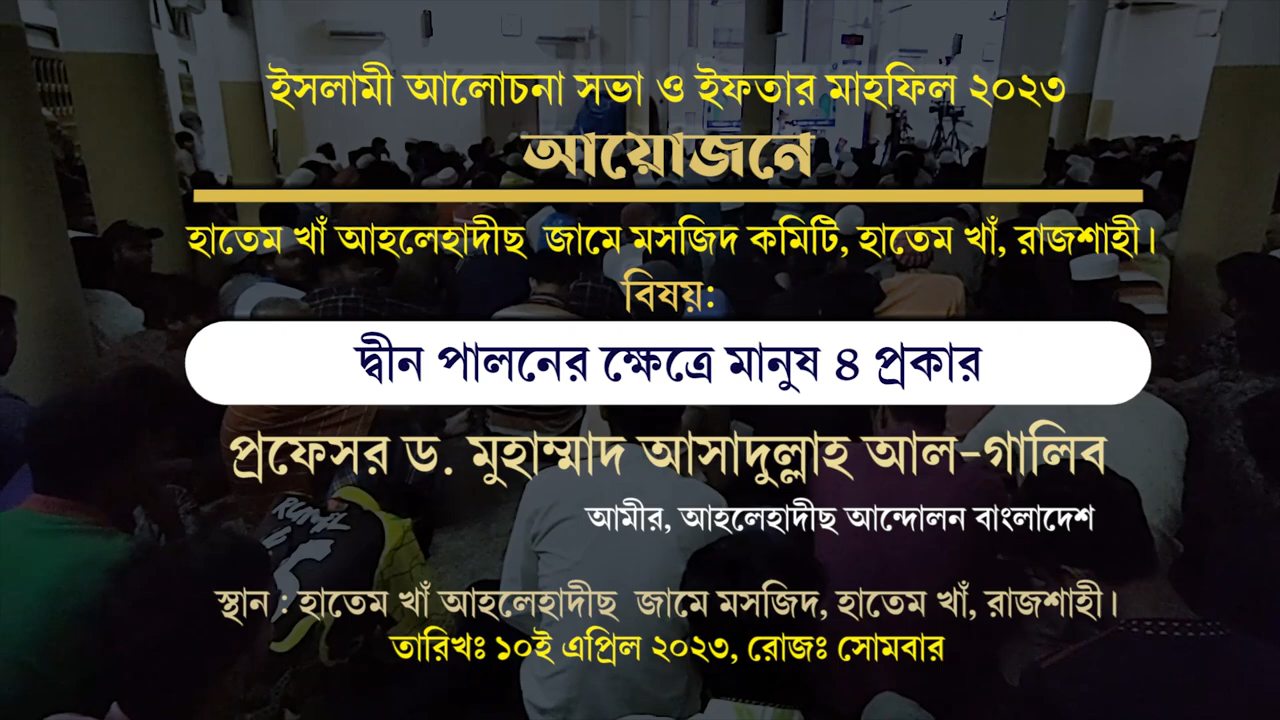 ইসলামী আলোচনা সভা ও ইফতার মাহফিল ২০২৩
আয়োজনে
হাতেম খাঁ আহলেহাদীছ জামে মসজিদ কমিটি, হাতেম খাঁ, রাজশাহী।
বিষয়:
দ্বীন পালনের ক্ষেত্রে মানুষ ৪ প্রকার
প্রফেসর ড. মুহাম্মাদ আসাদুল্লাহ আল-গালিব
আমীর, আহলেহাদীছ আন্দোলন বাংলাদেশ
স্থান : হাতেম খাঁ আহলেহাদীছ জামে মসজিদ, হাতেম খাঁ, রাজশাহী।
তারিখঃ ১০ই এপ্রিল ২০২৩, রোজঃ সোমবার